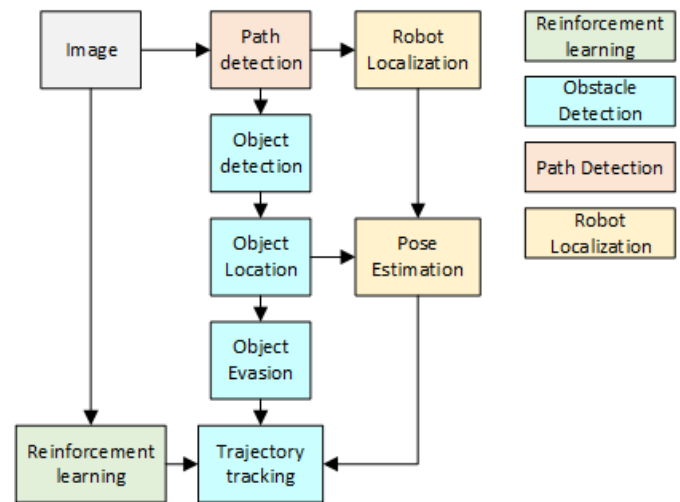 Image
Path
detection
Robot
Localization
Object
detection
Object
Location
Pose
Estimation
Object
Evasion
Reinforcement
learning
Trajectory
tracking
Reinforcement
learning
Obstacle
Detection
Path Detection
Robot
Localization